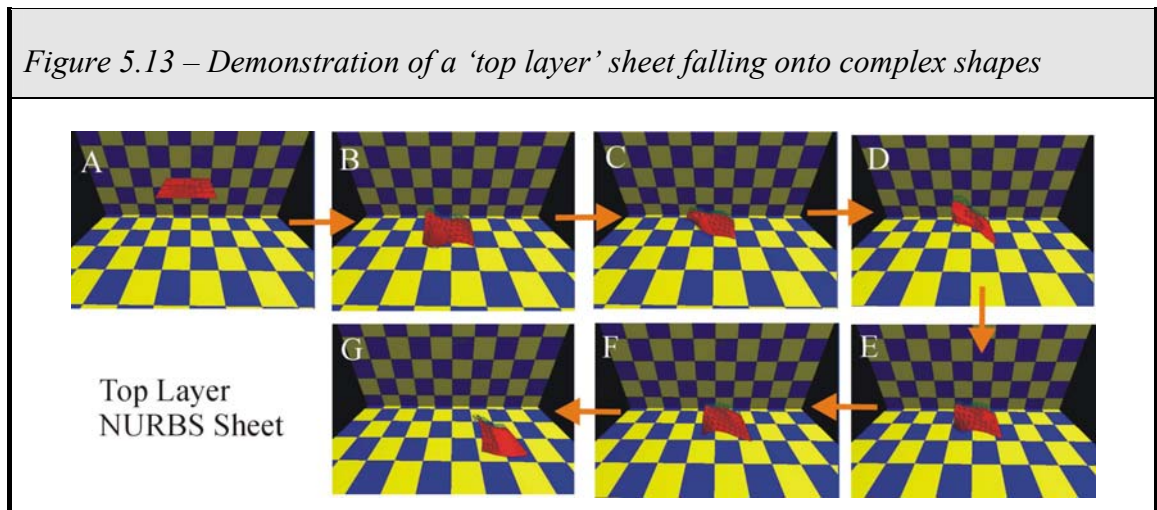 Figure 5.13 – Demonstration of a ‘top layer’ sheet falling onto complex shapes
A
B
C
D
G
F
E
Top Layer
NURBS Sheet